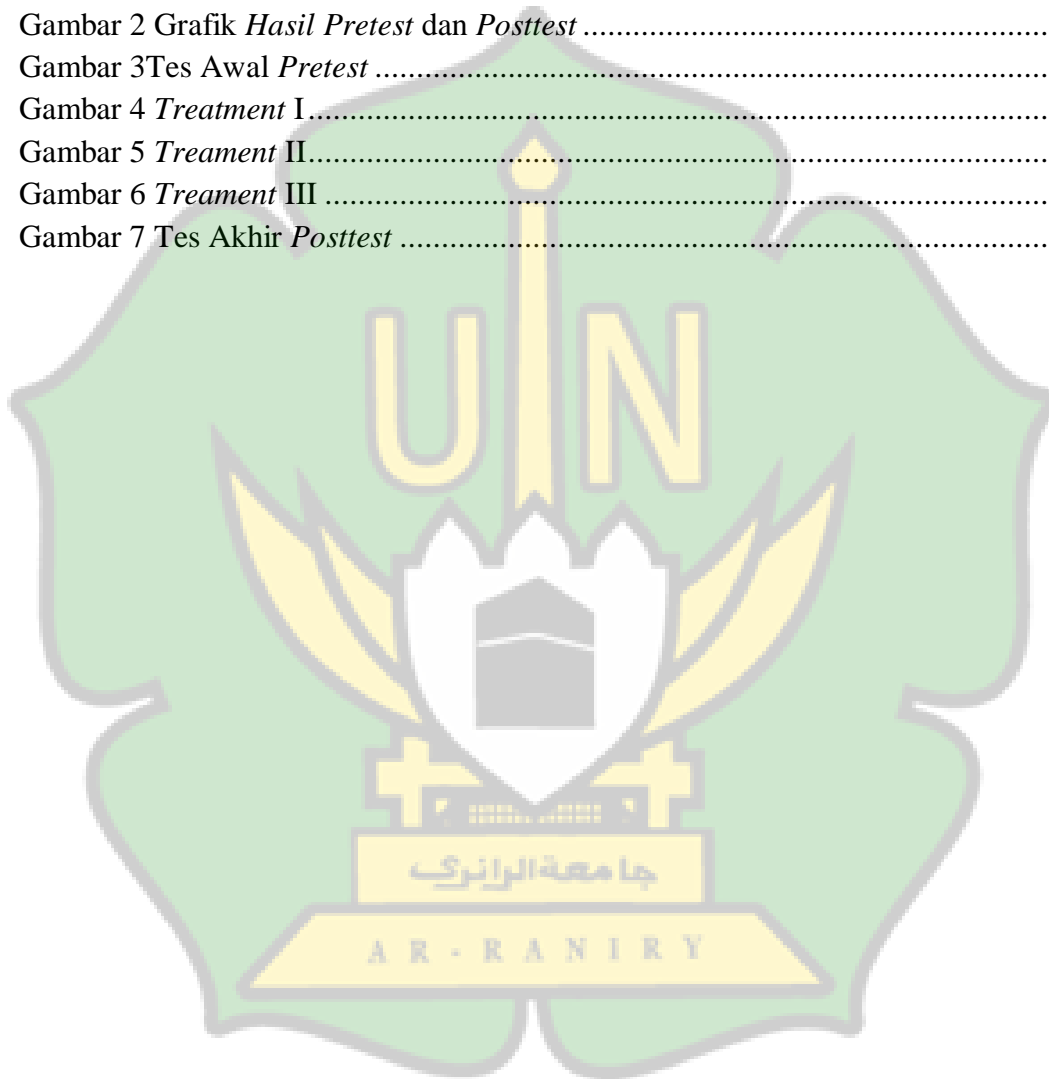 Gambar 2 Grafik Hasil Pretest dan Posttest ..........................................................
Gambar 3Tes Awal Pretest ....................................................................................
Gambar 4 Treatment I............................................................................................
Gambar 5 Treament II............................................................................................
Gambar 6 Treament III ..........................................................................................
Gambar 7 Tes Akhir Posttest .................................................................................
U N
جامعة الرانري
AR - RANIRY